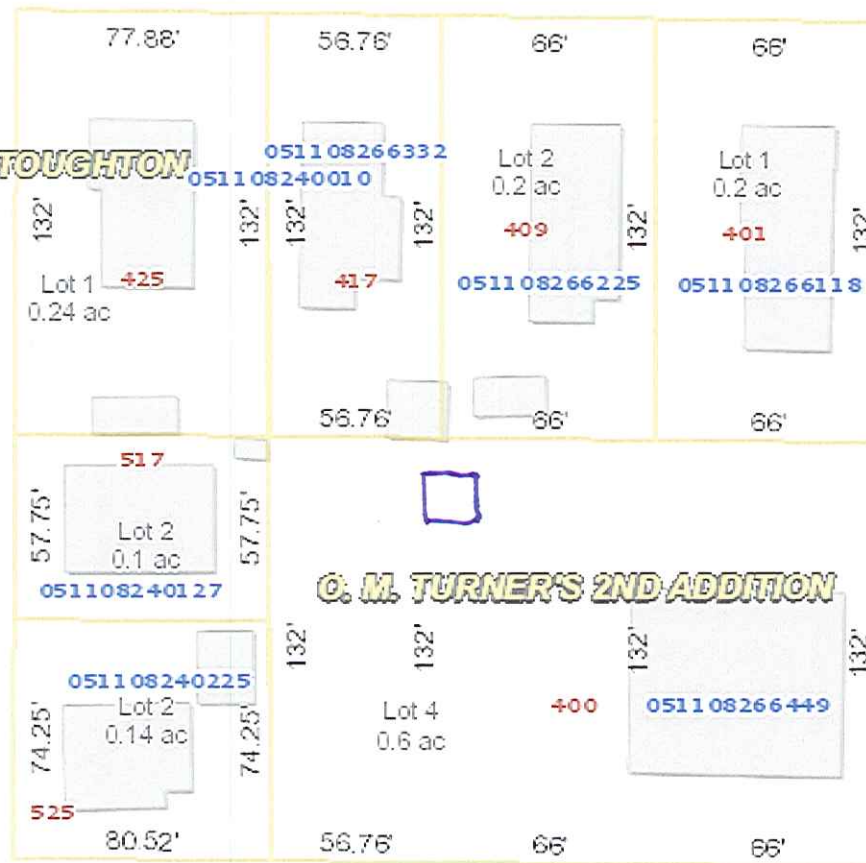 77.88' 56.76' 66' 66'
TOUGHTON
051108266332
051108240010
Lot 2
0.2 ac
Lot 1
0.2 ac
132' 132' 132' 132' 132' 132'
409
401
Lot 1
0.24 ac
425
417
051108266225
051108266118
56.76' 66' 66'
517
57.75' 57.75'
Lot 2
0.1 ac
051108240127
O. M. TURNER'S 2ND ADDITION
132' 132' 132' 132'
051108240225
Lot 2
0.14 ac
74.25' 74.25'
Lot 4
0.6 ac
400
051108266449
525
80.52' 56.76' 66' 66'